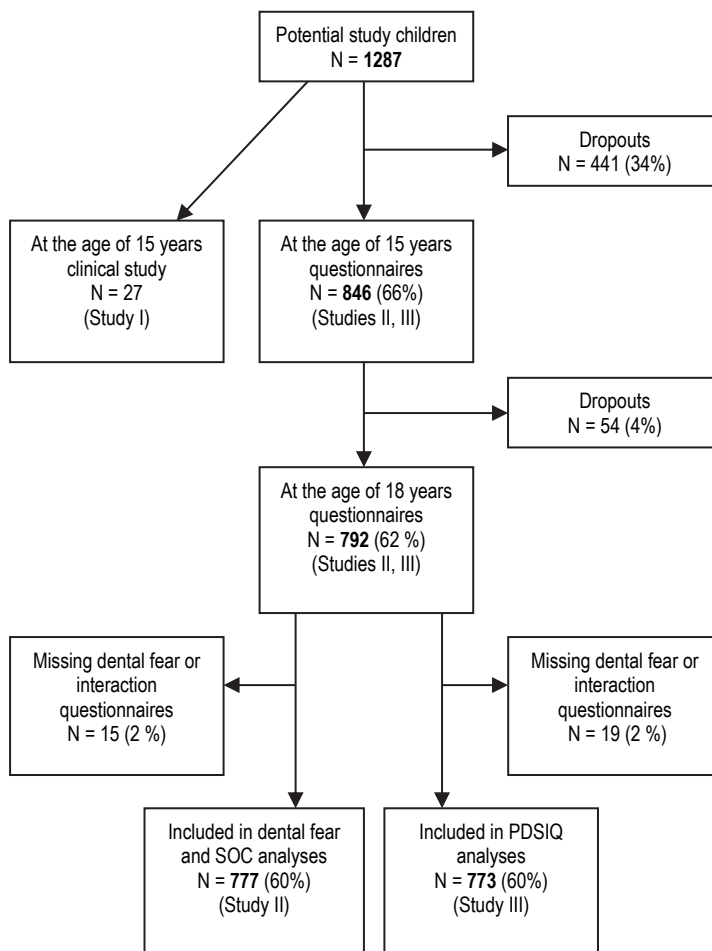 Potential study children
N = 1287
Dropouts
N = 441 (34%)
At the age of 15 years
clinical study
N = 27
(Study I)
At the age of 15 years
questionnaires
N = 846 (66%)
(Studies II, III)
Dropouts
N = 54 (4%)
At the age of 18 years
questionnaires
N = 792 (62 %)
(Studies II, III)
Missing dental fear or
interaction
questionnaires
N = 15 (2 %)
Missing dental fear or
interaction
questionnaires
N = 19 (2 %)
Included in dental fear
and SOC analyses
N = 777 (60%)
(Study II)
Included in PDSIQ
analyses
N = 773 (60%)
(Study III)